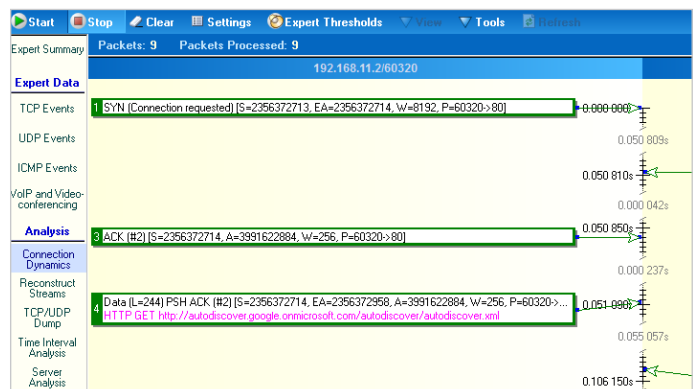 Start Stop Clear Settings Expert Thresholds View Tools Refresh
Expert Summary
Packets: 9 Packets Processed: 9
192.168.11.2/60320
Expert Data
TCP Events
1 SYN (Connection requested) [S=2356372713, EA=2356372714, W=8192, P=60320->80]
0.000 000
UDP Events
0.050 809s
ICMP Events
0.050 810s
VoIP and Video-
conferencing
0.000 042s
Analysis
3 ACK (#2) [S=2356372714, A=3991622884, W=256, P=60320->80]
0.050 850s
Connection
Dynamics
0.000 237s
Reconstruct
Streams
4 Data (L=244) PSH ACK (#2) [S=2356372714, EA=2356372958, A=3991622884, W=256, P=60320->...
HTTP GET http://autodiscover.google.onmicrosoft.com/autodiscover/autodiscover.xml
TCP/UDP
Dump
0.055 057s
Time Interval
Analysis
Server
Analysis
0.106 150s